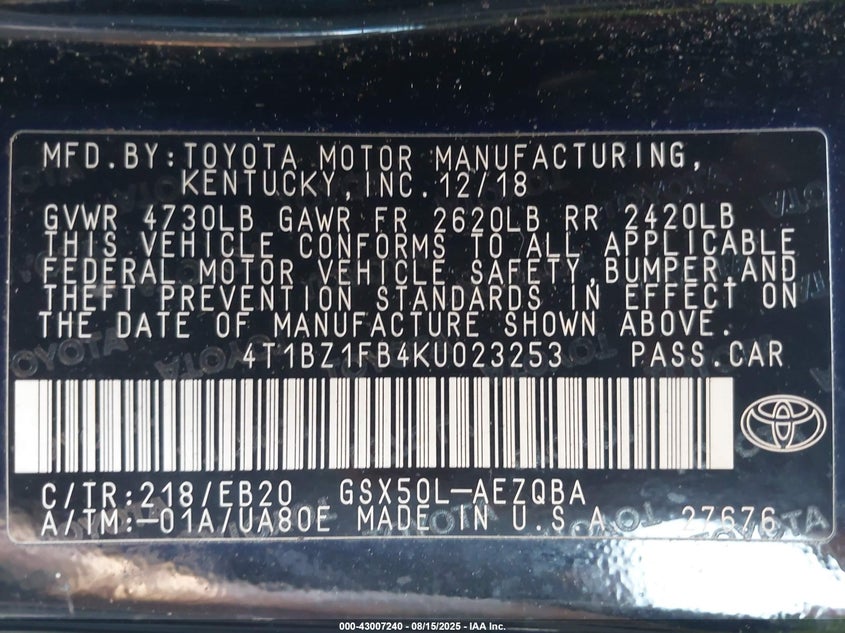 MFD.BY:TOYOTA MOTOR MANUFACTURING,
KENTUCKY,INC.12/18
GVWR 4730LB GAWR FR 2620LB RR 2420LB
THIS VEHICLE CONFORMS TO ALL APPLICABLE
FEDERAL MOTOR VEHICLE SAFETY,BUMPER,AND
THEFT PREVENTION STANDARDS IN EFFECT ON
THE DATE OF MANUFACTURE SHOWN ABOVE.
4T1BZ1FB4KU023253 PASS.CAR
C/TR:218/EB20 GSX50L-AEZQBA
A/TM:-01A/UA80E MADE IN U.S.A. 27676
000-43007240 - 08/15/2025 - IAA Inc.